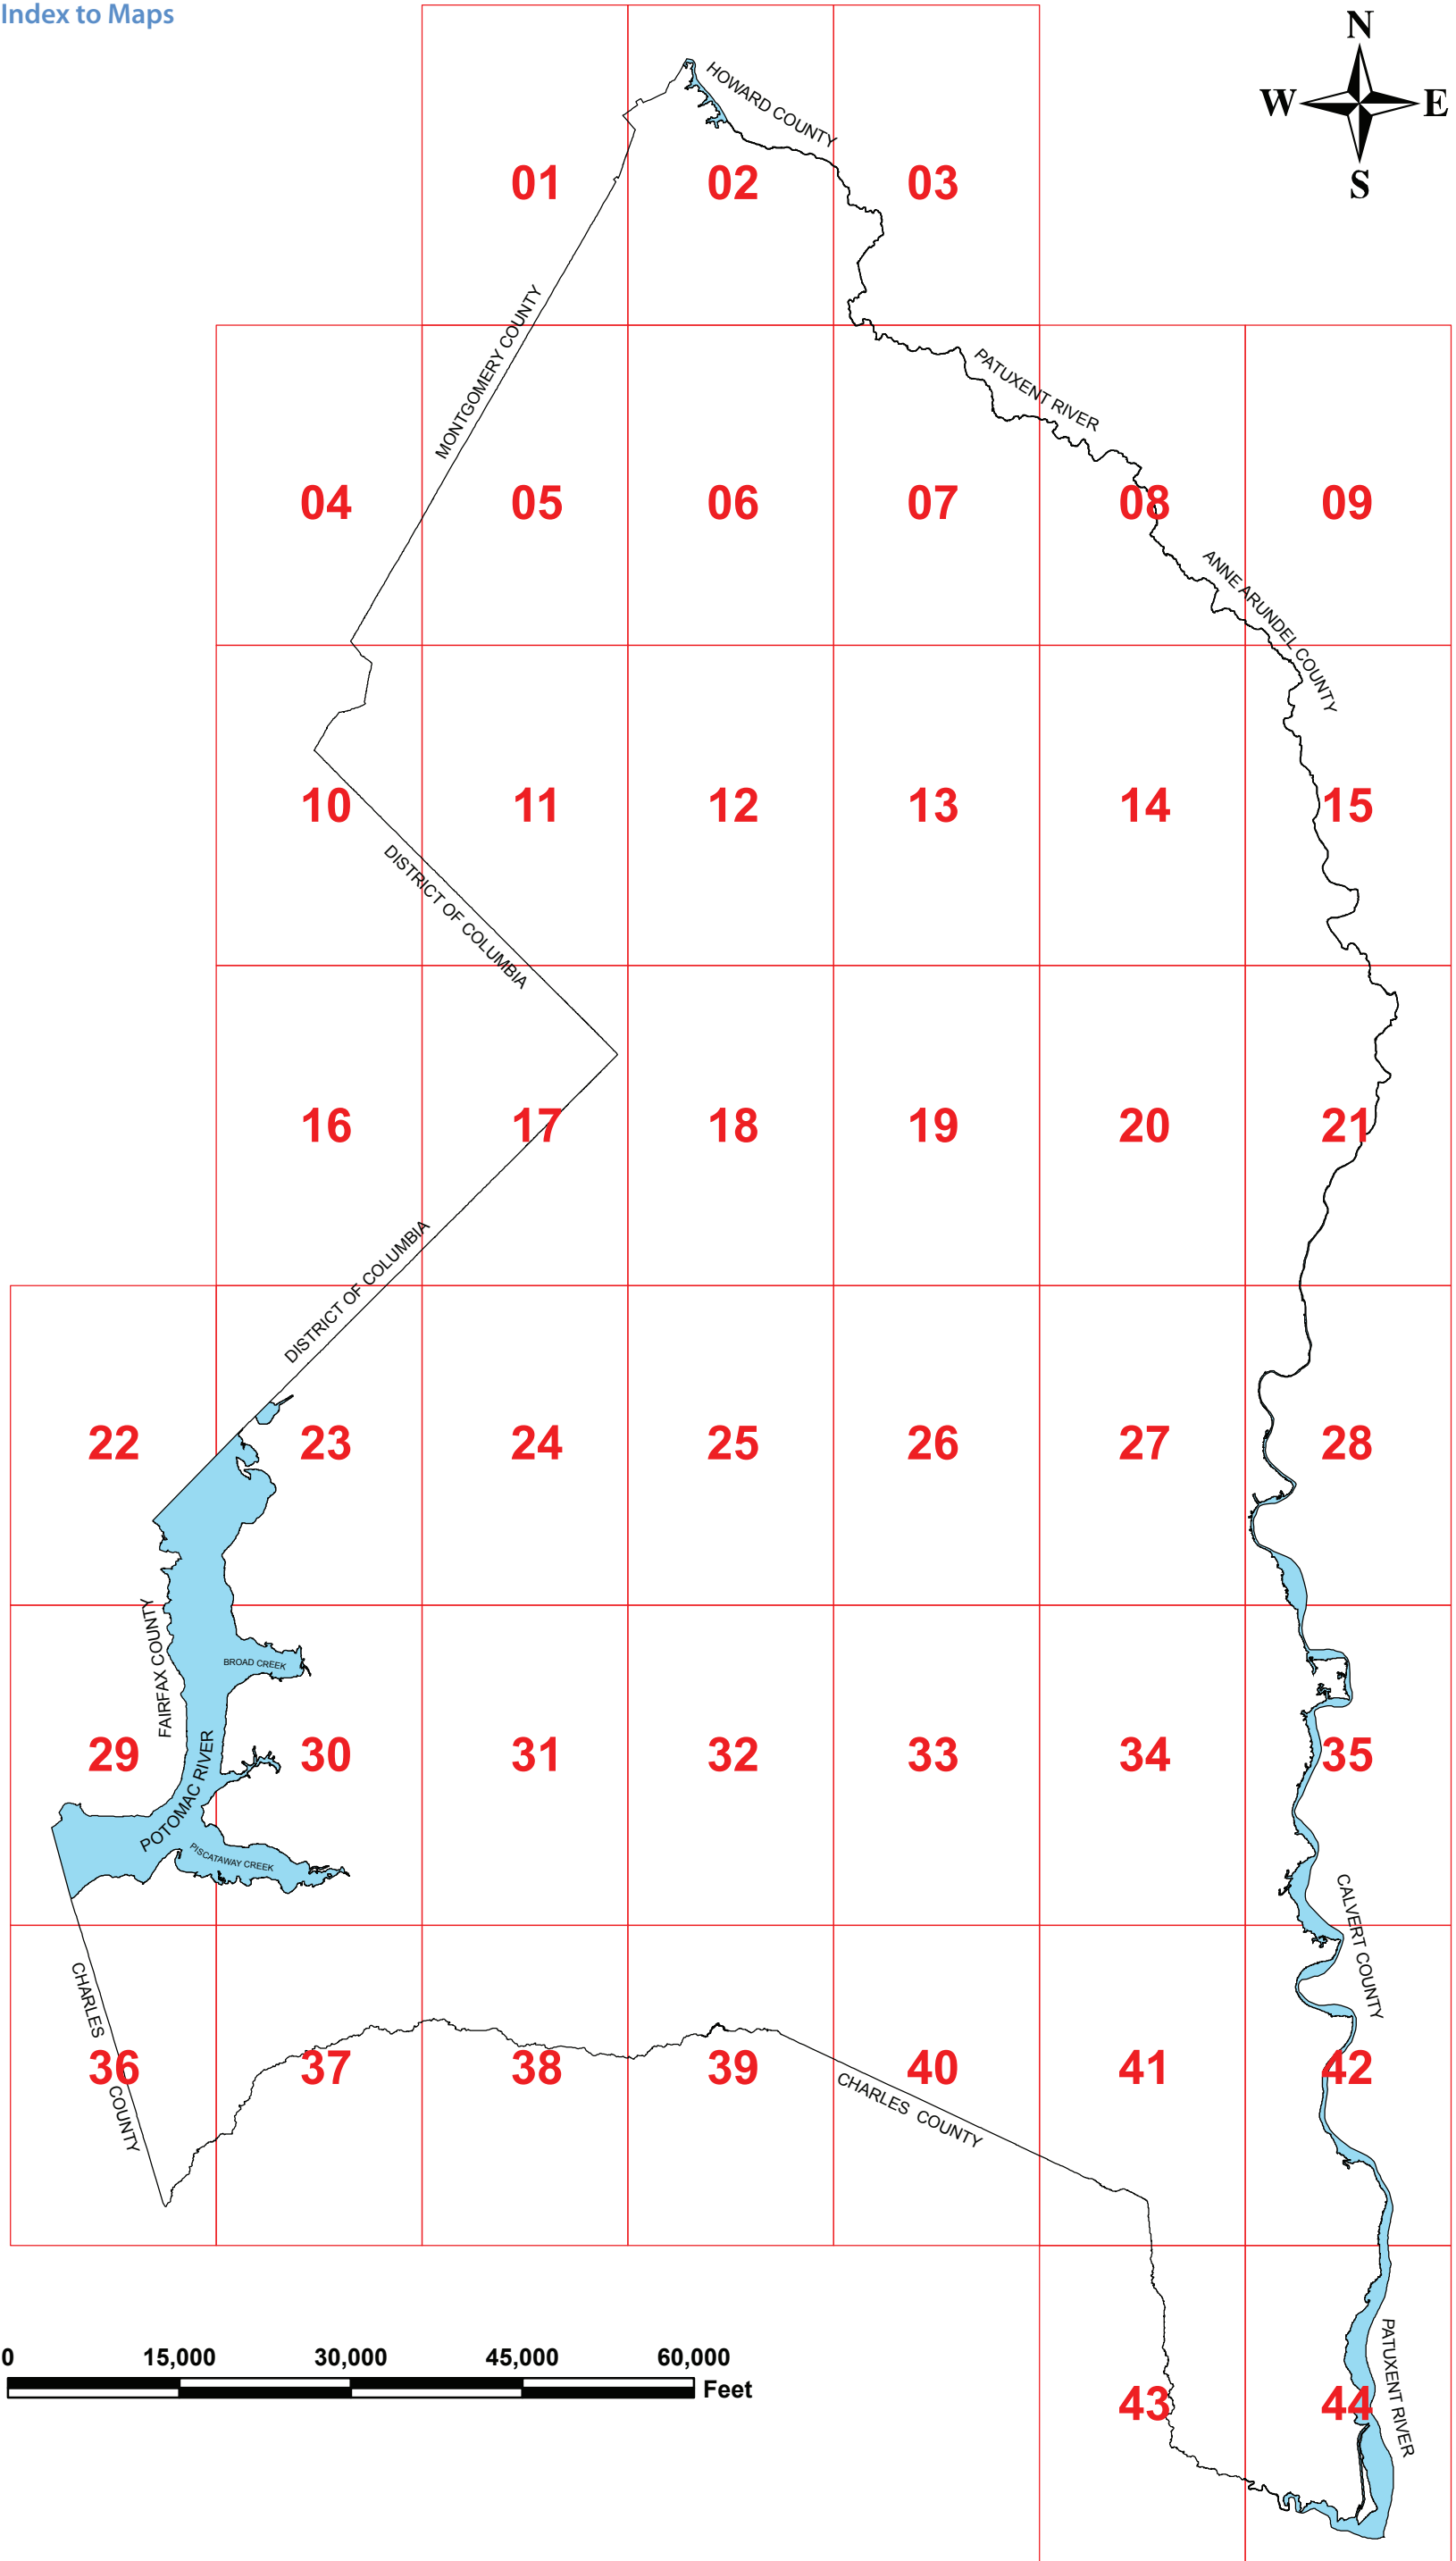 Index to Maps
N
W E
S
HOWARD COUNTY
01 02 03
MONTGOMERY COUNTY
PATUXENT RIVER
04 05 06 07 08 09
ANNE ARUNDEL COUNTY
10 11 12 13 14 15
DISTRICT OF COLUMBIA
16 17 18 19 20 21
DISTRICT OF COLUMBIA
22 23 24 25 26 27 28
FAIRFAX COUNTY
BROAD CREEK
29 30 31 32 33 34 35
POTOMAC RIVER
PISCATAWAY CREEK
CALVERT COUNTY
CHARLES COUNTY
36 37 38 39 40 41 42
CHARLES COUNTY
0 15,000 30,000 45,000 60,000
Feet
PATUXENT RIVER
43 44